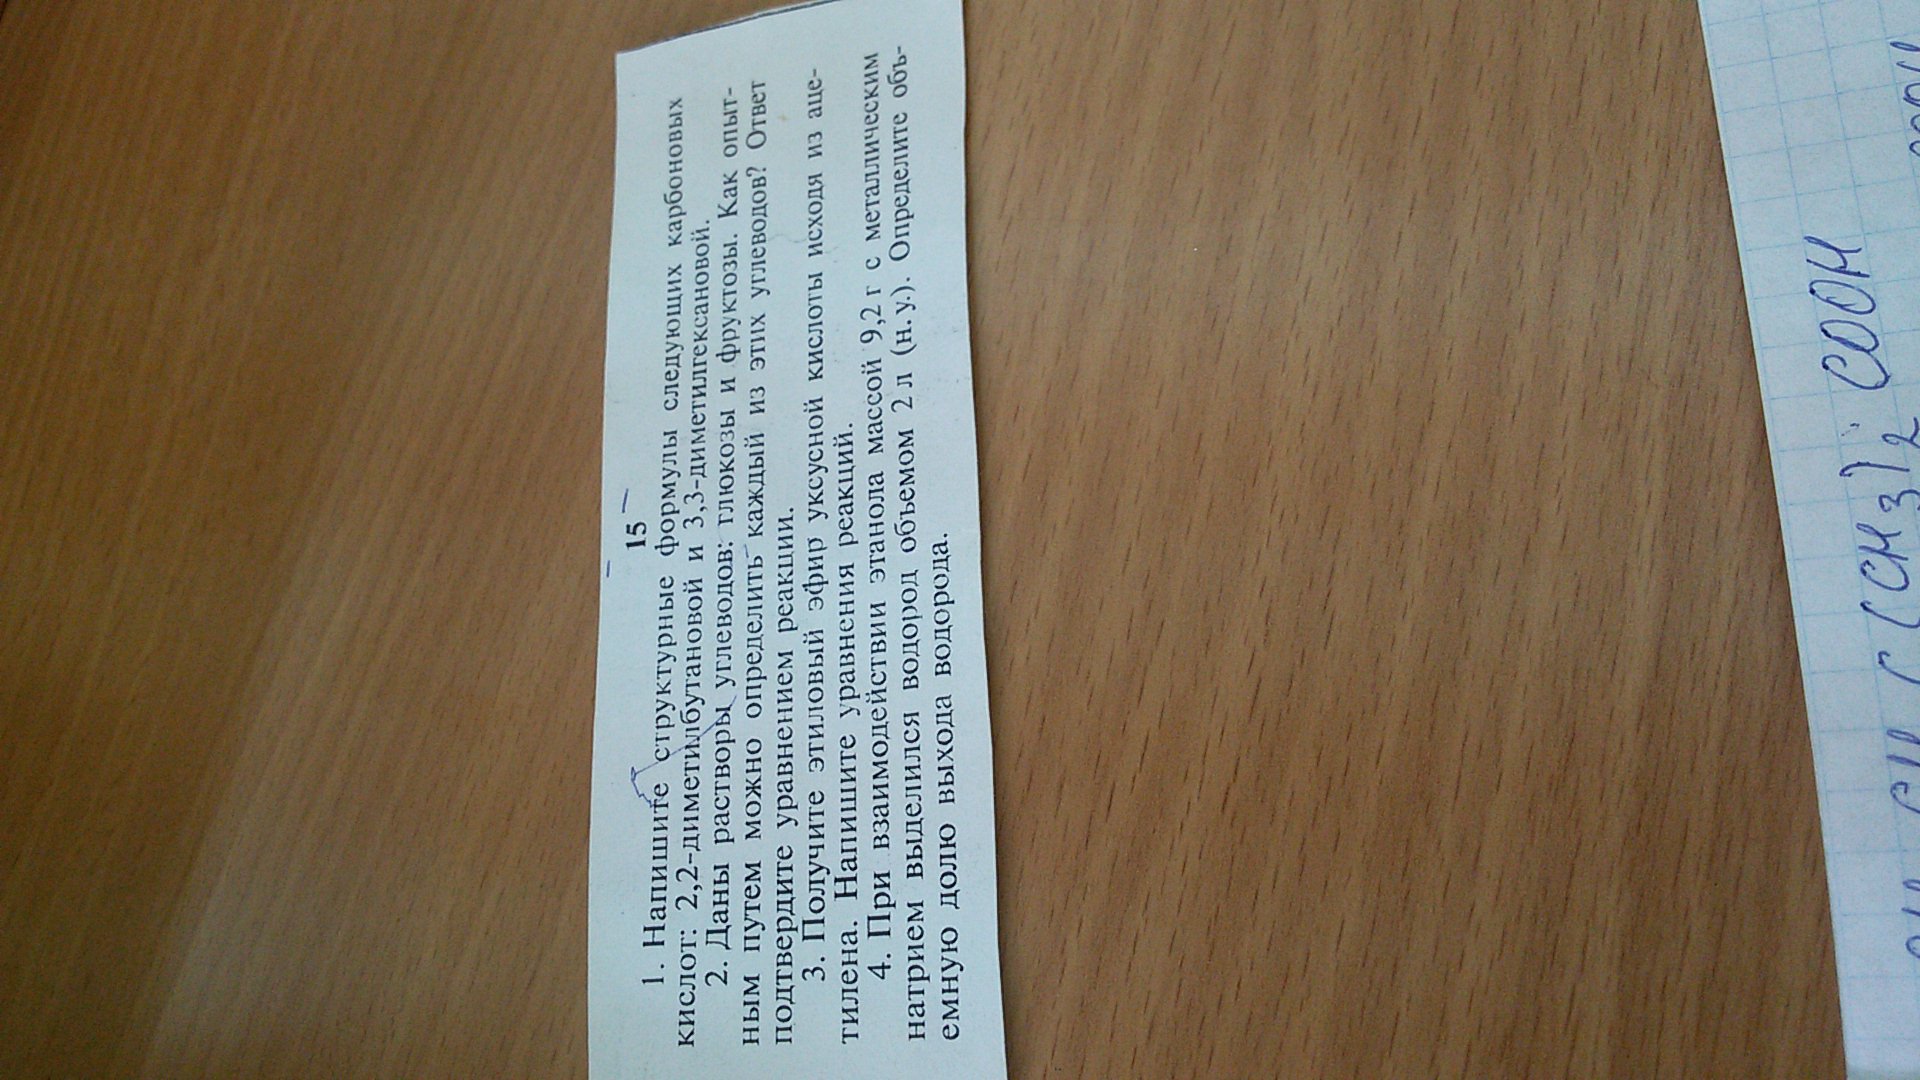 15
1. Напишите структурные формулы следующих карбоновых
кислот: 2,2-диметилбутановой и 3,3-диметилгексановой.
2. Даны растворы углеводов: глюкозы и фруктозы. Как опыт-
ным путем можно определить каждый из этих углеводов? Ответ
подтвердите уравнением реакции.
3. Получите этиловый эфир уксусной кислоты исходя из аце-
тилена. Напишите уравнения реакций.
4. При взаимодействии этанола массой 9,2 г с металлическим
натрием выделился водород объемом 2 л (н. у.). Определите объ-
емную долю выхода водорода.
C (CH3)2 COOH